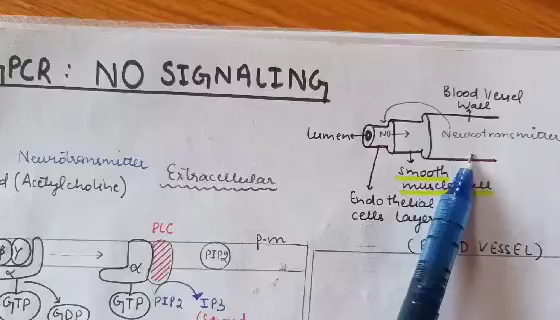 GPCR: NO SIGNALING
Blood Vessel
Wall
lumen
NO
Neurotransmitter
smooth
muscle
Endothelial
cells Layer
Neurotransmitter
(Acetylcholine)
Extracellular
VESSEL)
PLC
p.m
γ
α
α
PIP2
GTP
GDP
GTP
PIP2
IP3